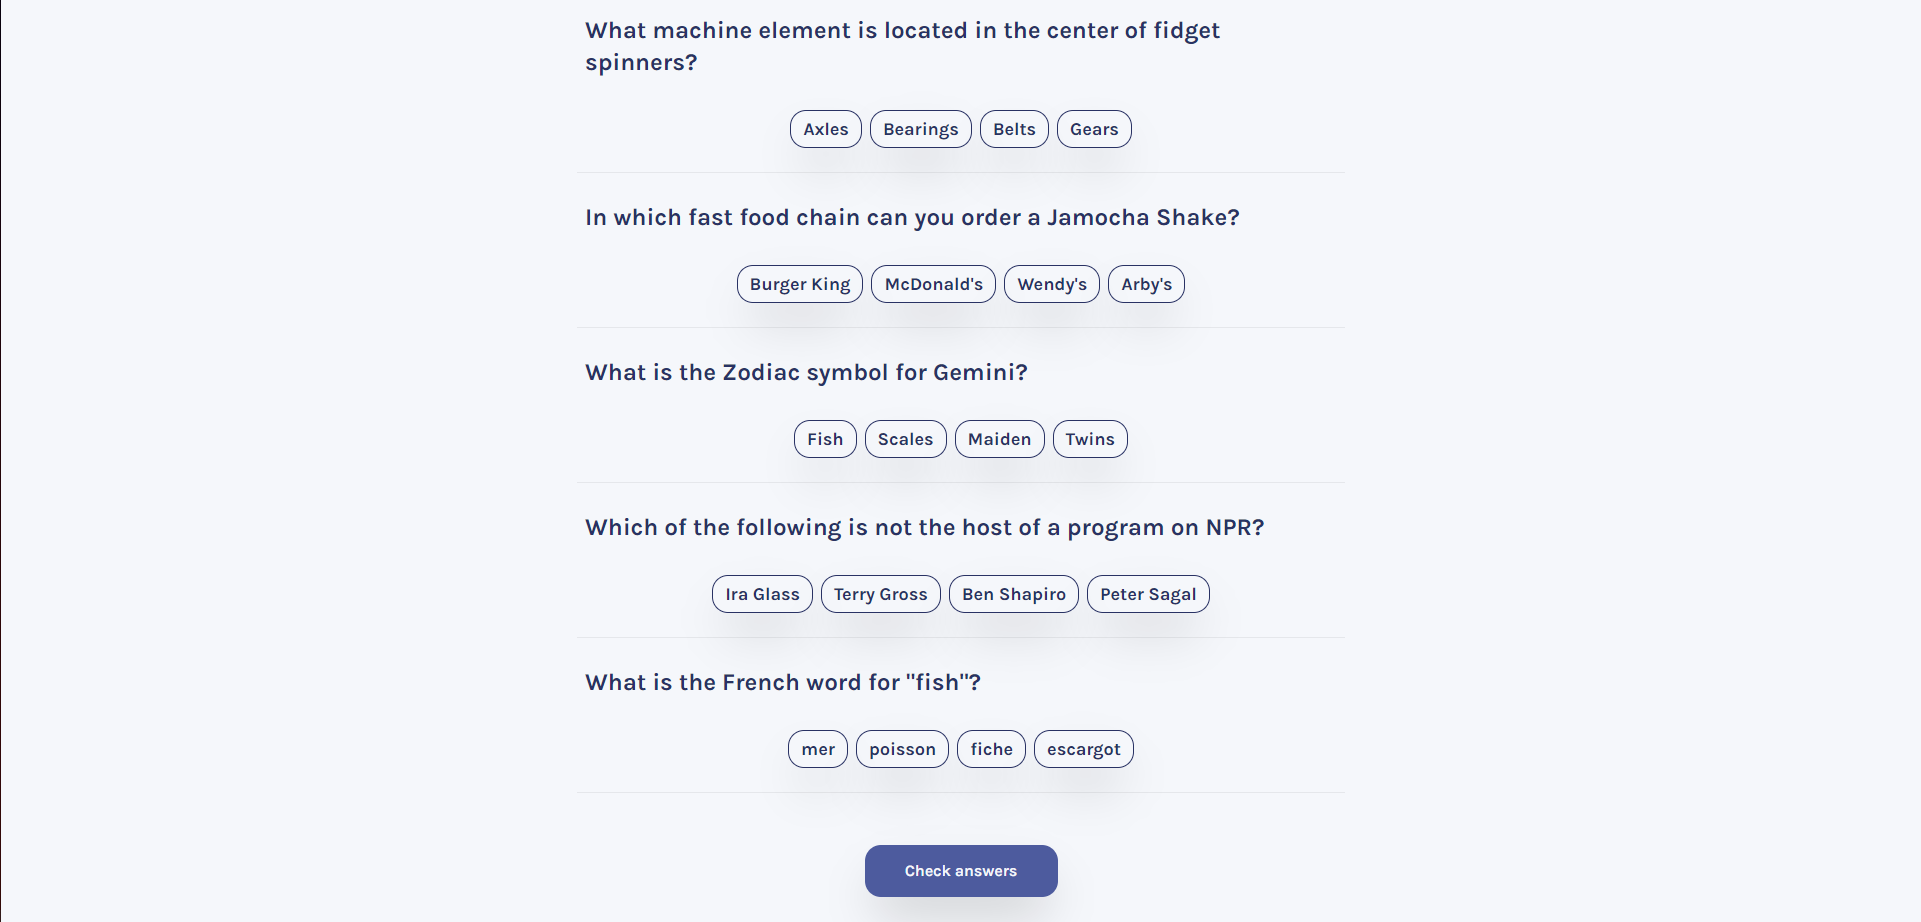 What machine element is located in the center of fidget
spinners?
Axles Bearings Belts Gears
In which fast food chain can you order a Jamocha Shake?
Burger King McDonald's Wendy's Arby's
What is the Zodiac symbol for Gemini?
Fish Scales Maiden Twins
Which of the following is not the host of a program on NPR?
Ira Glass Terry Gross Ben Shapiro Peter Sagal
What is the French word for "fish"?
mer poisson fiche escargot
Check answers